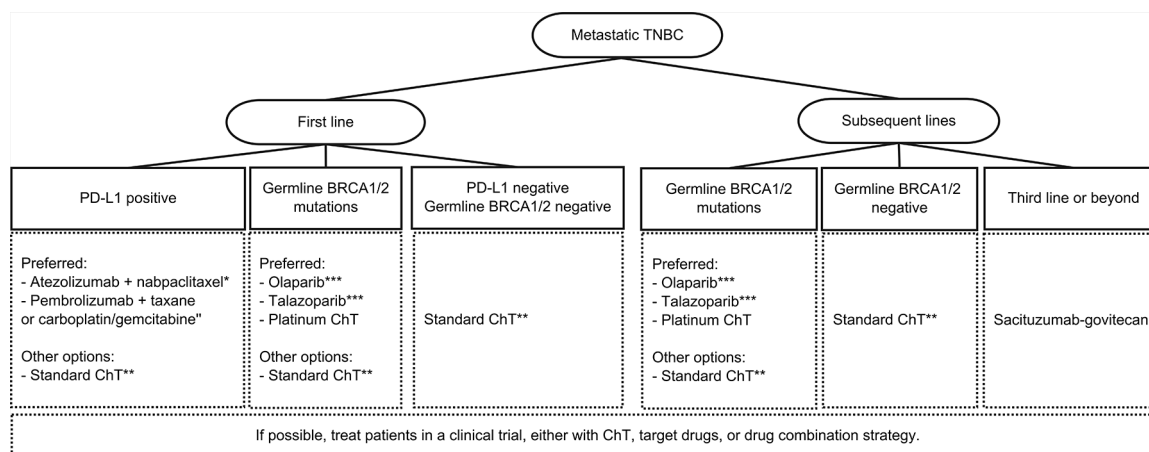 Metastatic TNBC
First line
Subsequent lines
PD-L1 positive
Germline BRCA1/2
mutations
PD-L1 negative
Germline BRCA1/2 negative
Germline BRCA1/2
mutations
Germline BRCA1/2
negative
Third line or beyond
Preferred:
- Atezolizumab + nabpaclitaxel*
- Pembrolizumab + taxane
or carboplatin/gemcitabine"
Other options:
- Standard ChT**
Preferred:
- Olaparib***
- Talazoparib***
- Platinum ChT
Other options:
- Standard ChT**
Standard ChT**
Preferred:
- Olaparib***
- Talazoparib***
- Platinum ChT
Other options:
- Standard ChT**
Standard ChT**
Sacituzumab-govitecan
If possible, treat patients in a clinical trial, either with ChT, target drugs, or drug combination strategy.